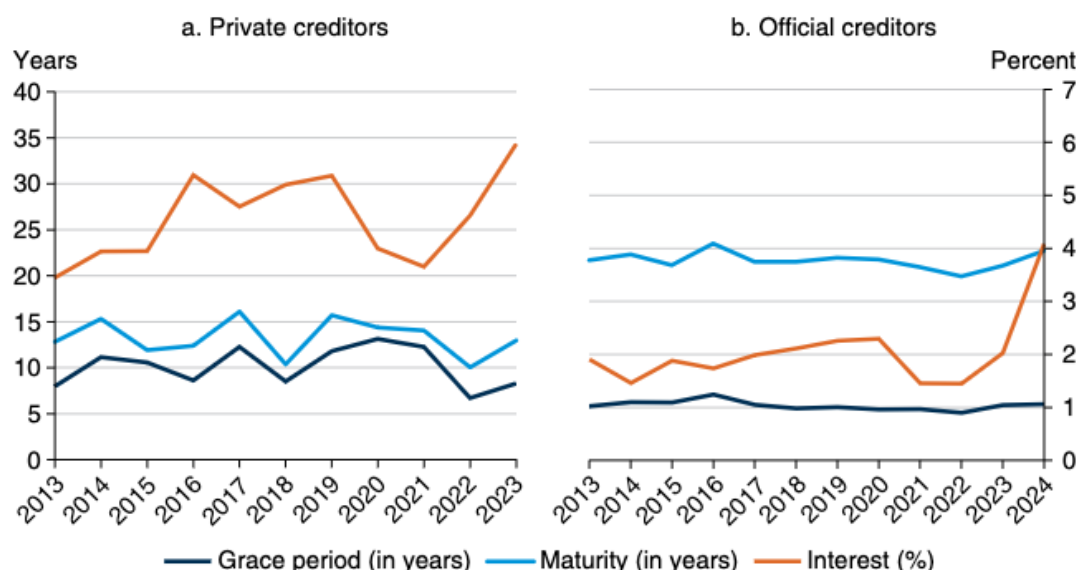 a. Private creditors
Years
40
35
30
25
20
15
10
5
0
2013 2014 2015 2016 2017 2018 2019 2020 2021 2022 2023
b. Official creditors
Percent
7
6
5
4
3
2
1
0
2013 2014 2015 2016 2017 2018 2019 2020 2021 2022 2023 2024
Grace period (in years) Maturity (in years) Interest (%)